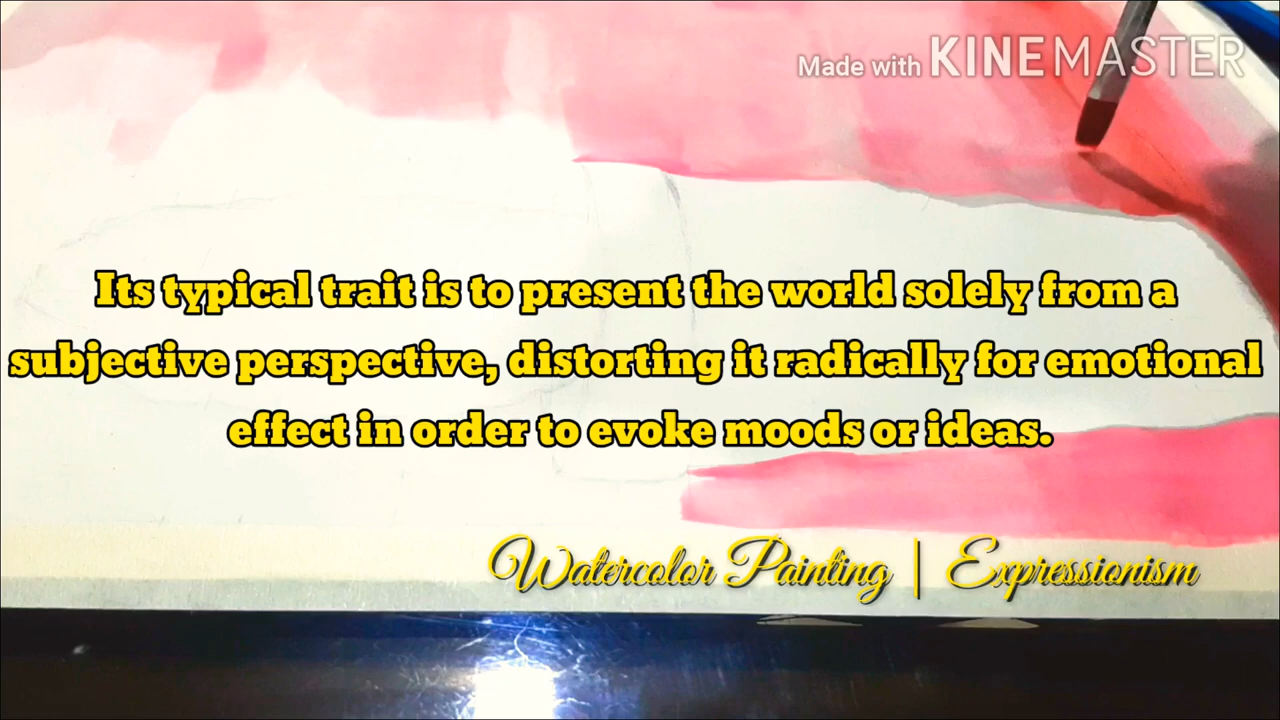 Made with KINEMASTER
Its typical trait is to present the world solely from a
subjective perspective, distorting it radically for emotional
effect in order to evoke moods or ideas.
Watercolor Painting | Expressionism